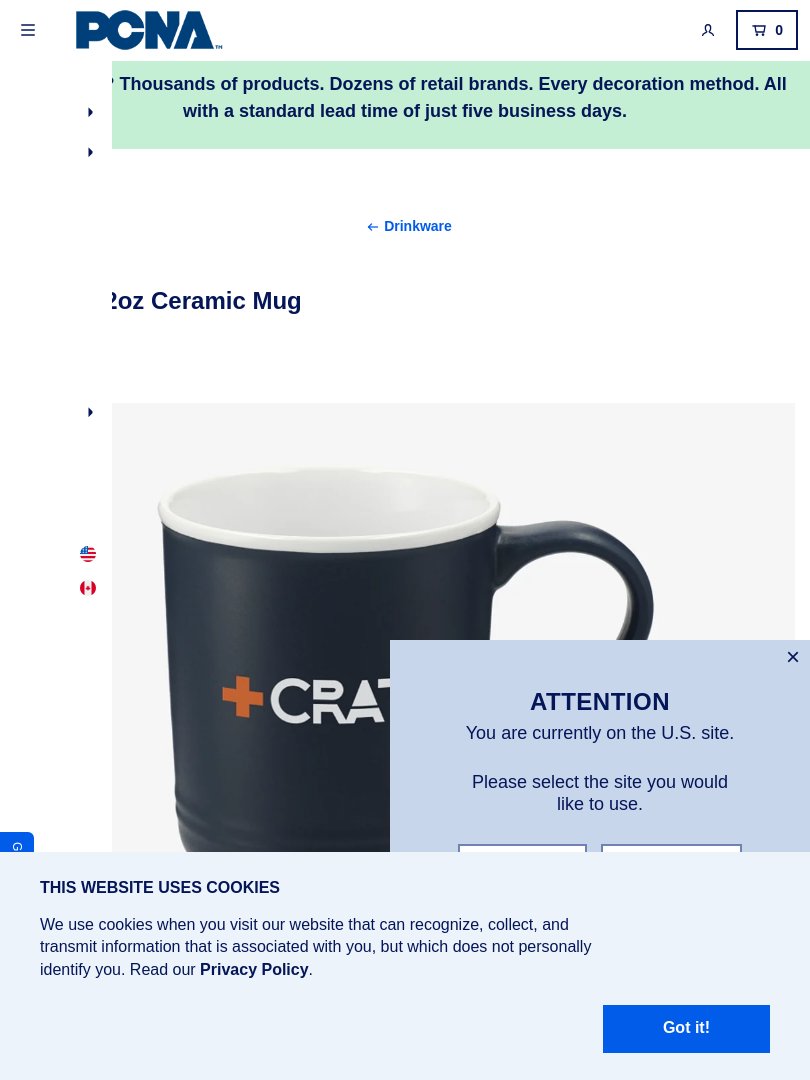 PCNA™
0
? Thousands of products. Dozens of retail brands. Every decoration method. All
with a standard lead time of just five business days.
← Drinkware
2oz Ceramic Mug
ATTENTION
You are currently on the U.S. site.
Please select the site you would
like to use.
G
THIS WEBSITE USES COOKIES
We use cookies when you visit our website that can recognize, collect, and
transmit information that is associated with you, but which does not personally
identify you. Read our Privacy Policy.
Got it!